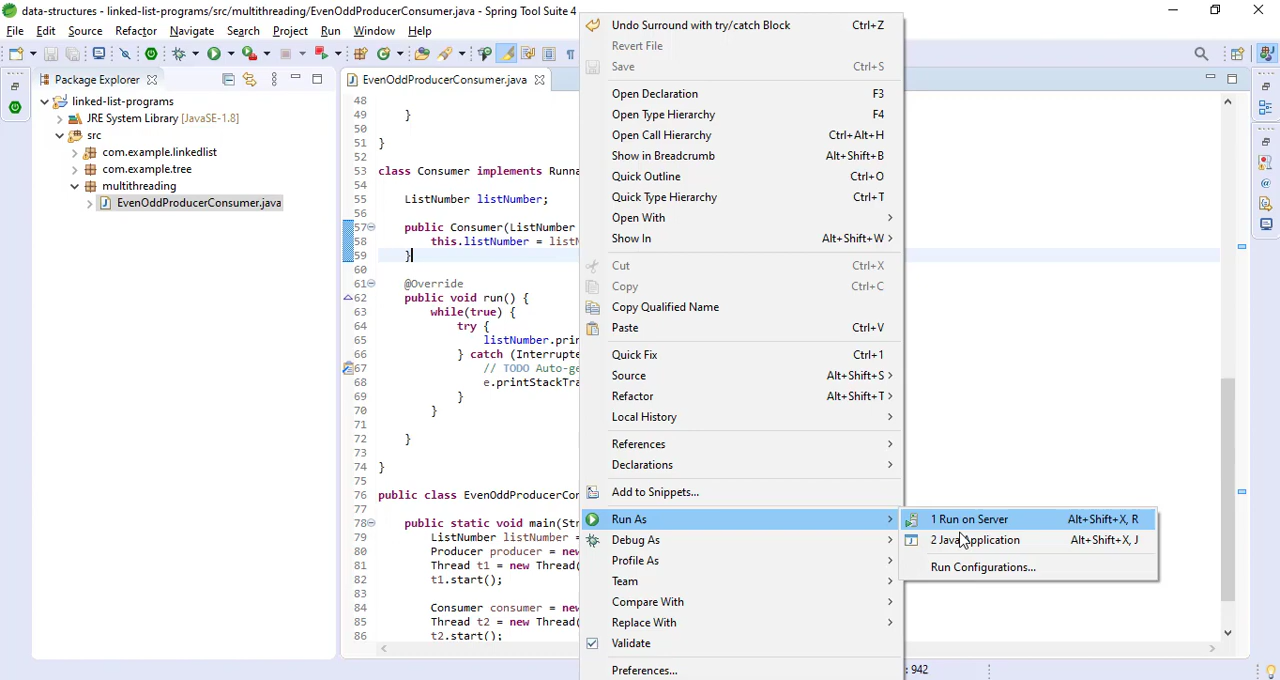 data-structures - linked-list-programs/src/multithreading/EvenOddProducerConsumer.java - Spring Tool Suite 4
File Edit Source Refactor Navigate Search Project Run Window Help
Package Explorer
linked-list-programs
JRE System Library [JavaSE-1.8]
src
com.example.linkedlist
com.example.tree
multithreading
EvenOddProducerConsumer.java
EvenOddProducerConsumer.java
48
49 }
50
51 }
52
53 class Consumer implements Runna
54
55 ListNumber listNumber;
56
57 public Consumer(ListNumber
58 this.listNumber = listN
59 }
60
61 @Override
62 public void run() {
63 while(true) {
64 try {
65 listNumber.prin
66 } catch (Interrupte
67 // TODO Auto-ge
68 e.printStackTra
69 }
70 }
71
72 }
73
74 }
75
76 public class EvenOddProducerCon
77
78 public static void main(Str
79 ListNumber listNumber =
80 Producer producer = new
81 Thread t1 = new Thread(
82 t1.start();
83
84 Consumer consumer = new
85 Thread t2 = new Thread(
86 t2.start();
Undo Surround with try/catch Block Ctrl+Z
Revert File
Save Ctrl+S
Open Declaration F3
Open Type Hierarchy F4
Open Call Hierarchy Ctrl+Alt+H
Show in Breadcrumb Alt+Shift+B
Quick Outline Ctrl+O
Quick Type Hierarchy Ctrl+T
Open With
Show In Alt+Shift+W
Cut Ctrl+X
Copy Ctrl+C
Copy Qualified Name
Paste Ctrl+V
Quick Fix Ctrl+1
Source Alt+Shift+S
Refactor Alt+Shift+T
Local History
References
Declarations
Add to Snippets...
Run As
Debug As
Profile As
Team
Compare With
Replace With
Validate
Preferences...
1 Run on Server Alt+Shift+X, R
2 Java Application Alt+Shift+X, J
Run Configurations...
: 942